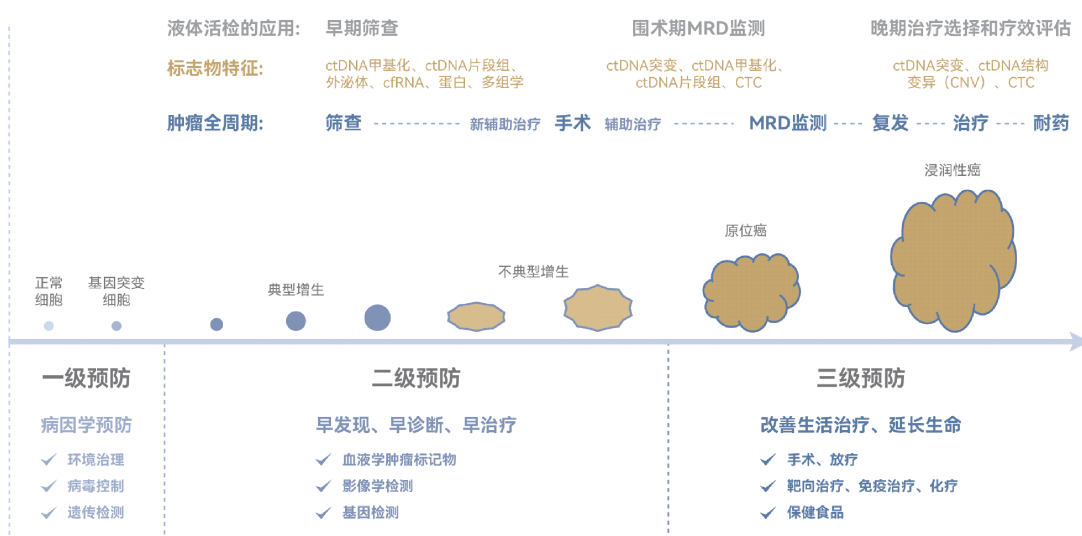 液体活检的应用: 早期筛查 围术期MRD监测 晚期治疗选择和疗效评估
标志物特征: ctDNA甲基化、ctDNA片段组、 ctDNA突变、ctDNA甲基化、 ctDNA突变、ctDNA结构
外泌体、cfRNA、蛋白、多组学 ctDNA片段组、CTC 变异（CNV）、CTC
肿瘤全周期: 筛查 新辅助治疗 手术 辅助治疗 MRD监测 复发 治疗 耐药
浸润性癌
原位癌
不典型增生
正常 基因突变
细胞 细胞
典型增生
一级预防 二级预防 三级预防
病因学预防 早发现、早诊断、早治疗 改善生活治疗、延长生命
环境治理 血液学肿瘤标记物 手术、放疗
病毒控制 影像学检测 靶向治疗、免疫治疗、化疗
遗传检测 基因检测 保健食品